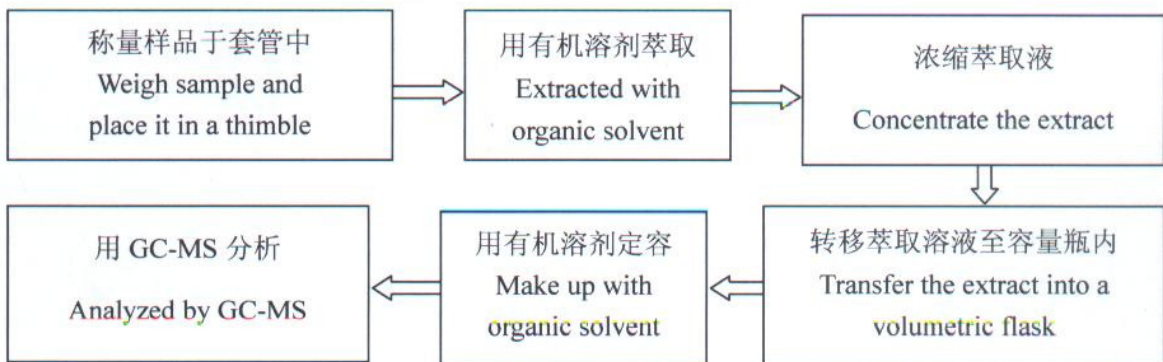 称量样品于套管中
Weigh sample and
place it in a thimble
用有机溶剂萃取
Extracted with
organic solvent
浓缩萃取液
Concentrate the extract
转移萃取溶液至容量瓶内
Transfer the extract into a
volumetric flask
用有机溶剂定容
Make up with
organic solvent
用 GC-MS 分析
Analyzed by GC-MS